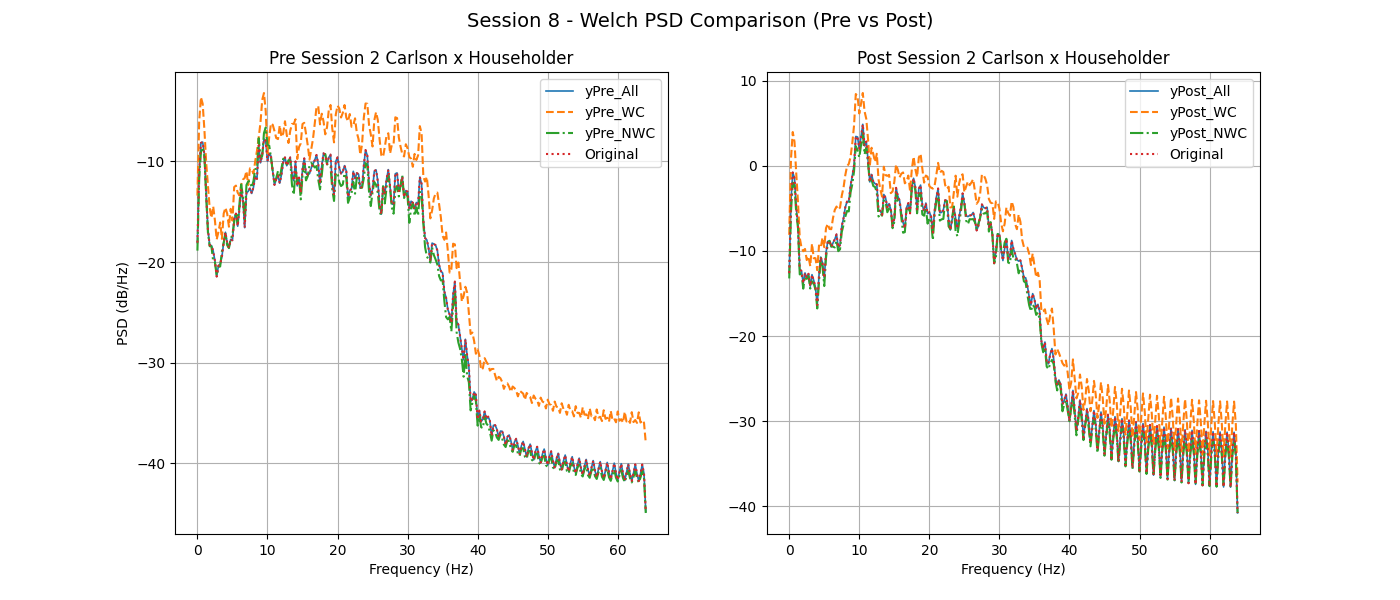 Session 8 - Welch PSD Comparison (Pre vs Post)
Pre Session 2 Carlson x Householder
yPre_All
yPre_WC
yPre_NWC
Original
−10
−20
−30
−40
PSD (dB/Hz)
0 10 20 30 40 50 60
Frequency (Hz)
Post Session 2 Carlson x Householder
yPost_All
yPost_WC
yPost_NWC
Original
10
0
−10
−20
−30
−40
0 10 20 30 40 50 60
Frequency (Hz)